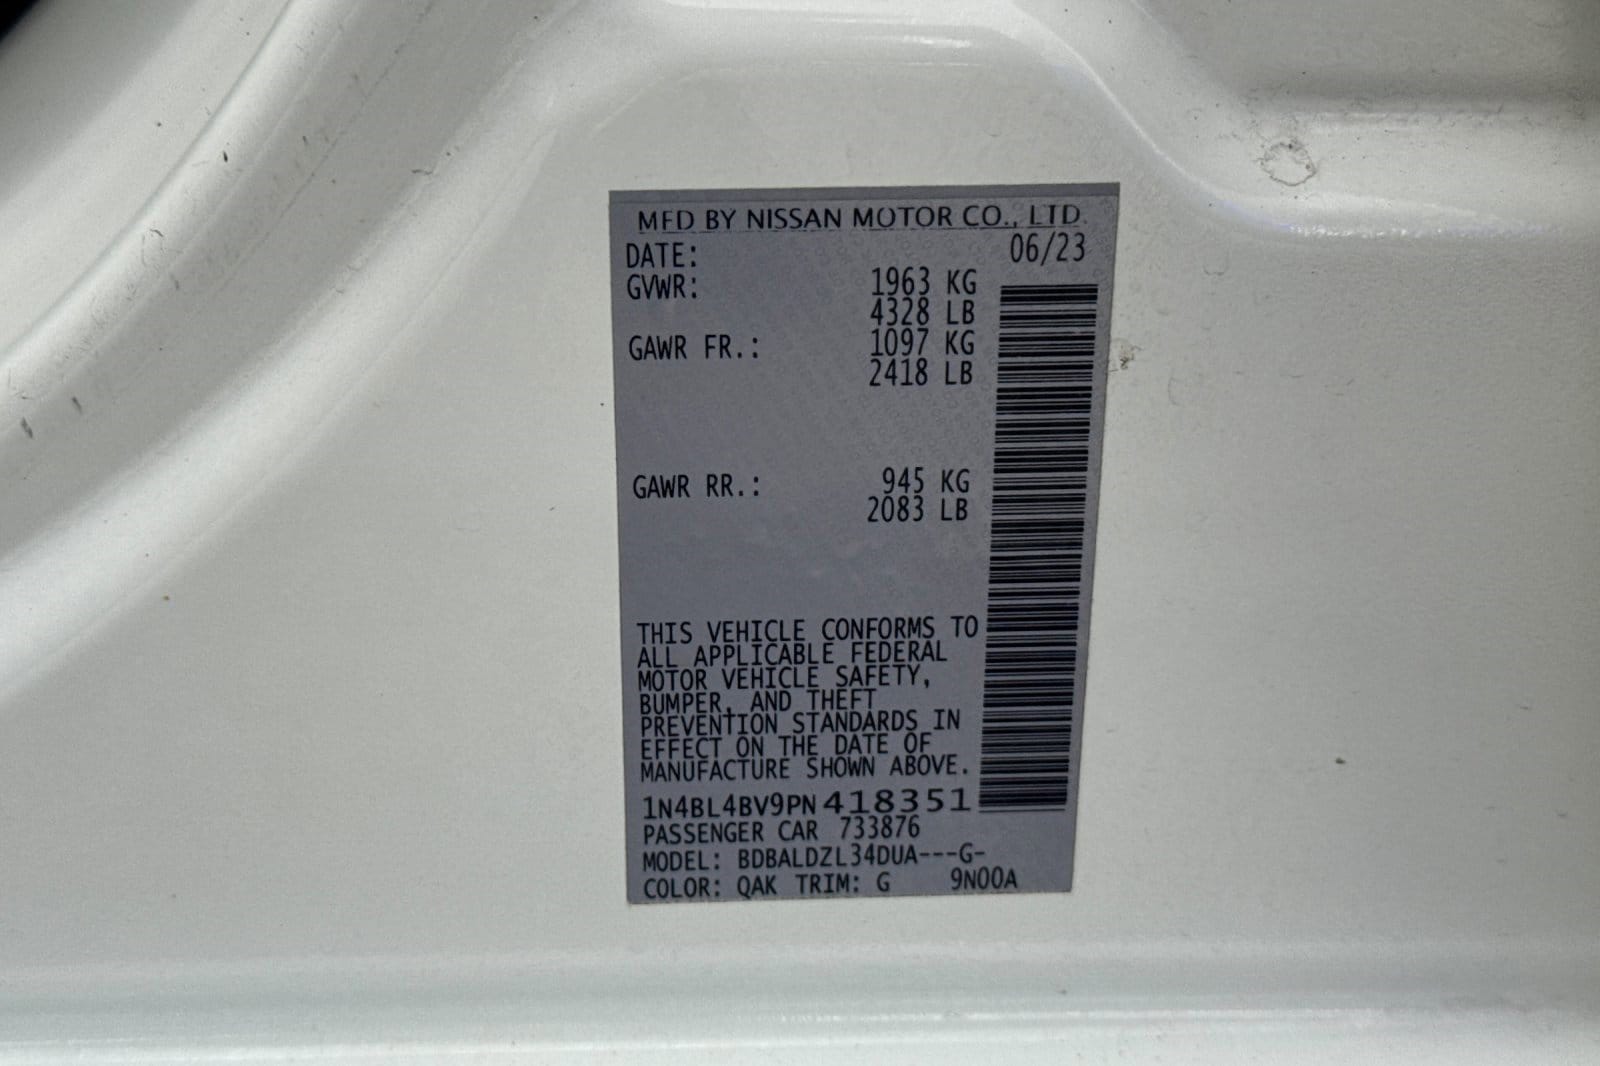 MFD BY NISSAN MOTOR CO., LTD.
DATE: 06/23
GVWR: 1963 KG
4328 LB
GAWR FR.: 1097 KG
2418 LB
GAWR RR.: 945 KG
2083 LB
THIS VEHICLE CONFORMS TO
ALL APPLICABLE FEDERAL
MOTOR VEHICLE SAFETY,
BUMPER, AND THEFT
PREVENTION STANDARDS IN
EFFECT ON THE DATE OF
MANUFACTURE SHOWN ABOVE.
1N4BL4BV9PN418351
PASSENGER CAR 733876
MODEL: BDBALDZL34DUA---G-
COLOR: QAK TRIM: G 9N00A